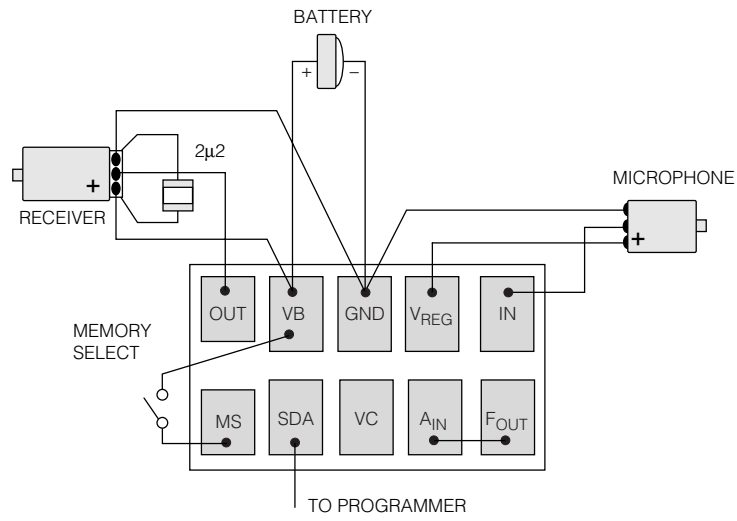 BATTERY
+ −
2µ2
+
RECEIVER
MICROPHONE
+
OUT VB GND VREG IN
MEMORY
SELECT
MS SDA VC AIN FOUT
TO PROGRAMMER